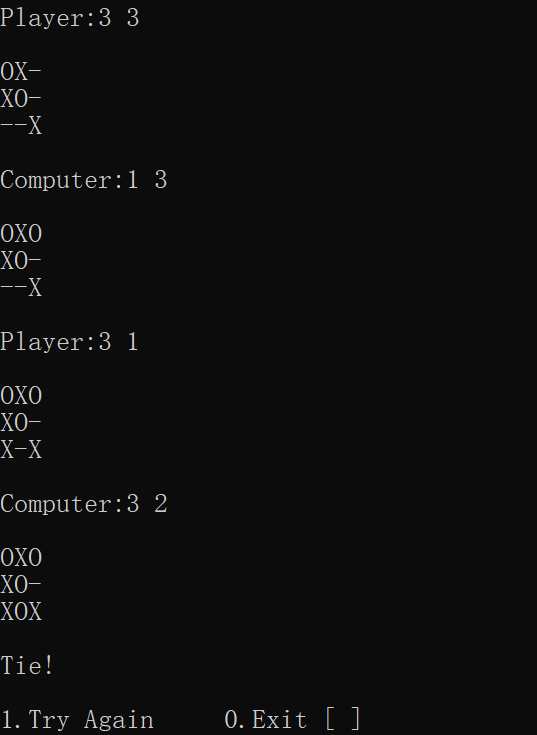 Player:3 3
OX-
XO-
--X
Computer:1 3
OXO
XO-
--X
Player:3 1
OXO
XO-
X-X
Computer:3 2
OXO
XO-
XOX
Tie!
1.Try Again     0.Exit [ ]